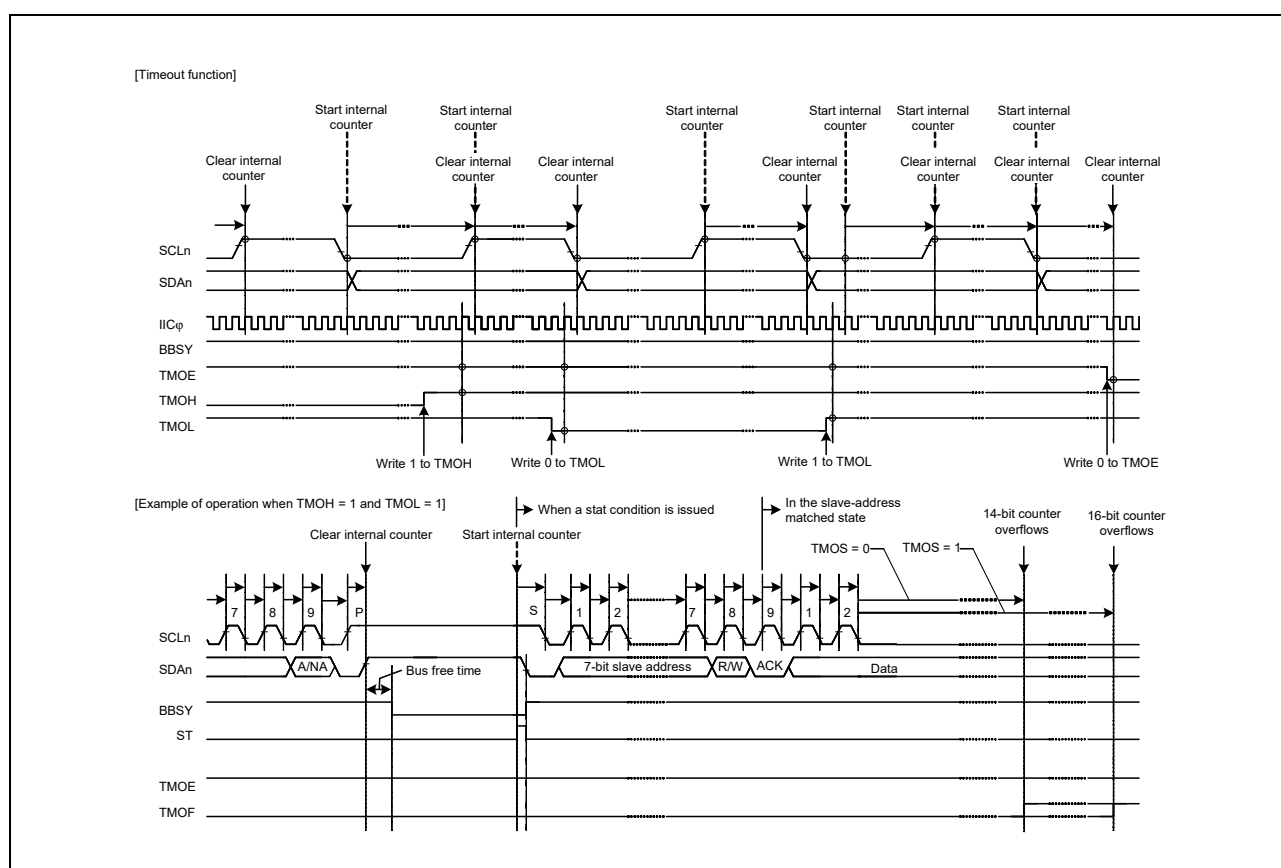 [Timeout function]
Start internal counter
Start internal counter
Start internal counter
Start internal counter
Start internal counter
Start internal counter
Clear internal counter
Clear internal counter
Clear internal counter
Clear internal counter
Clear internal counter
Clear internal counter
Clear internal counter
SCLn
SDAn
IICφ
BBSY
TMOE
TMOH
TMOL
Write 1 to TMOH
Write 0 to TMOL
Write 1 to TMOL
Write 0 to TMOE
[Example of operation when TMOH = 1 and TMOL = 1]
When a stat condition is issued
In the slave-address matched state
Clear internal counter
Start internal counter
14-bit counter overflows
16-bit counter overflows
TMOS = 0
TMOS = 1
7 8 9 P S 1 2 7 8 9 1 2
SCLn
SDAn
A/NA
Bus free time
7-bit slave address
R/W
ACK
Data
BBSY
ST
TMOE
TMOF